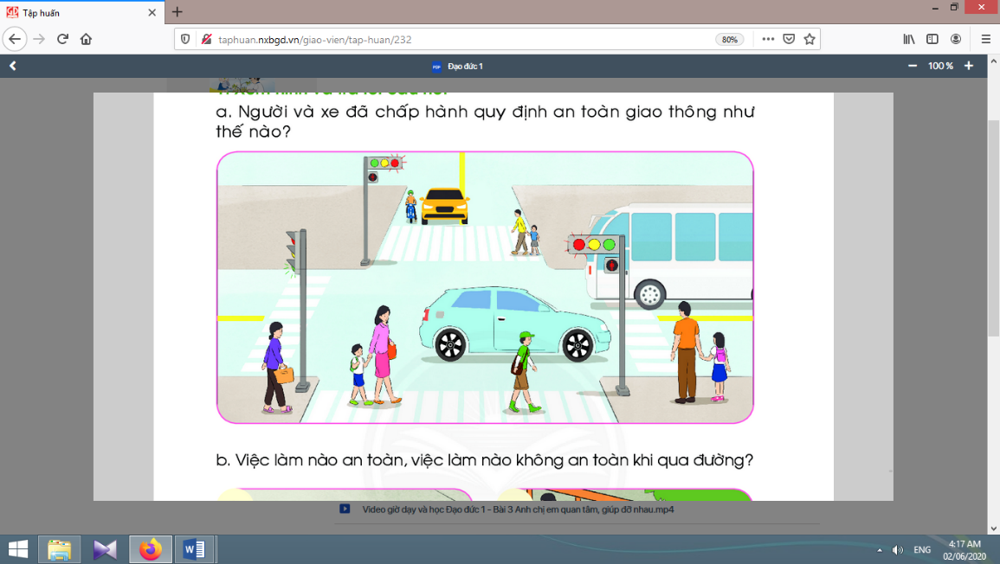 Tập huấn
taphuan.nxbgd.vn/giao-vien/tap-huan/232
80%
Đạo đức 1
100 %
a. Người và xe đã chấp hành quy định an toàn giao thông như
thế nào?
b. Việc làm nào an toàn, việc làm nào không an toàn khi qua đường?
Video giờ dạy và học Đạo đức 1 - Bài 3 Anh chị em quan tâm, giúp đỡ nhau.mp4
ENG
4:17 AM
02/06/2020